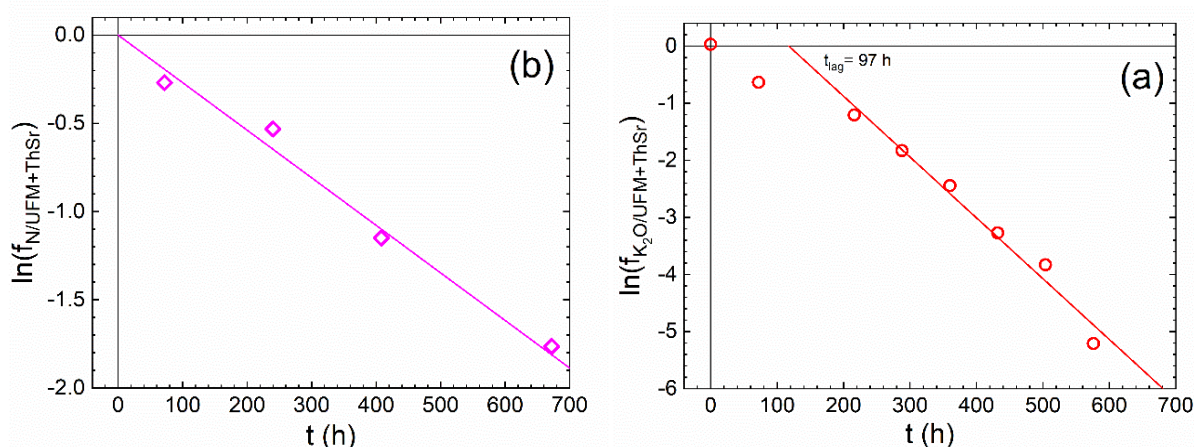 0.0
-0.5
-1.0
-1.5
-2.0
ln(f_N/UFM+ThSr)
(b)
0 100 200 300 400 500 600 700
t (h)
0
-1
-2
-3
-4
-5
-6
ln(f_K₂O/UFM+ThSr)
t_lag= 97 h
(a)
0 100 200 300 400 500 600 700
t (h)